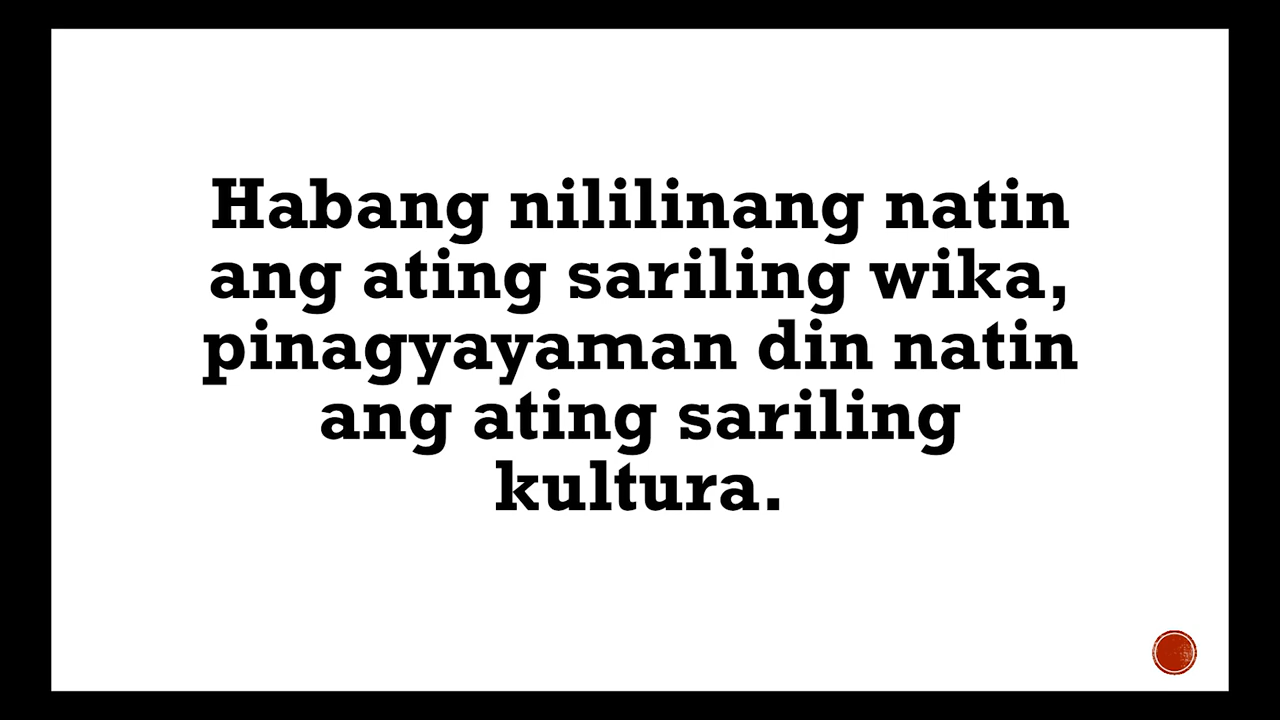 Habang nililinang natin
ang ating sariling wika,
pinagyayaman din natin
ang ating sariling
kultura.